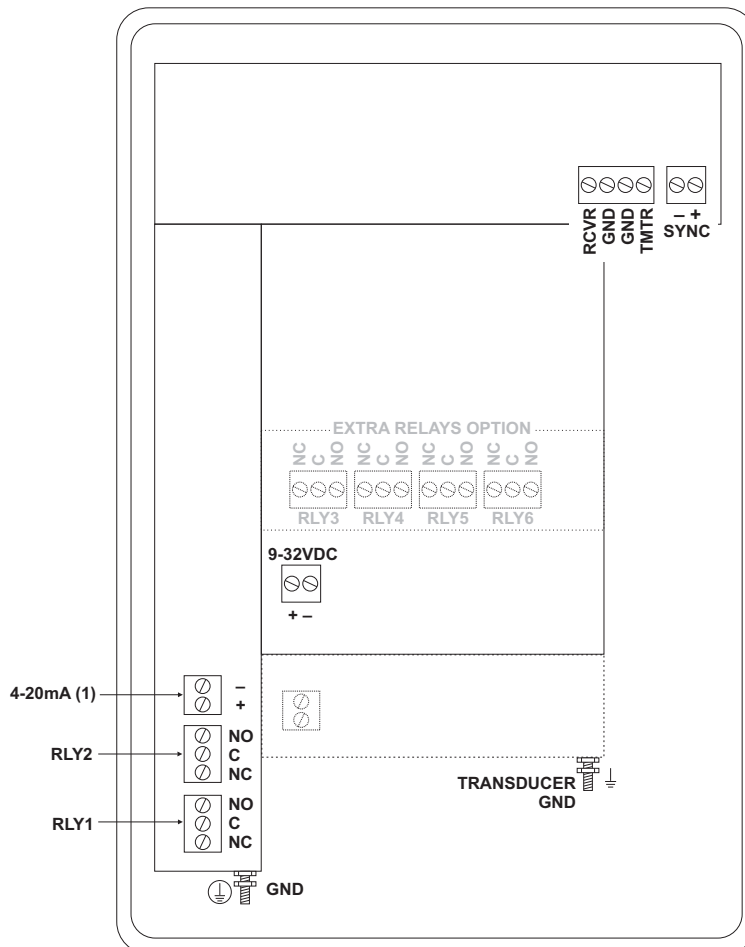 RCVR
GND
GND
TMTR
– +
SYNC
EXTRA RELAYS OPTION
NC C NO NC C NO NC C NO NC C NO
RLY3 RLY4 RLY5 RLY6
9-32VDC
+ –
4-20mA (1)
–
+
RLY2
NO
C
NC
TRANSDUCER
GND
RLY1
NO
C
NC
GND